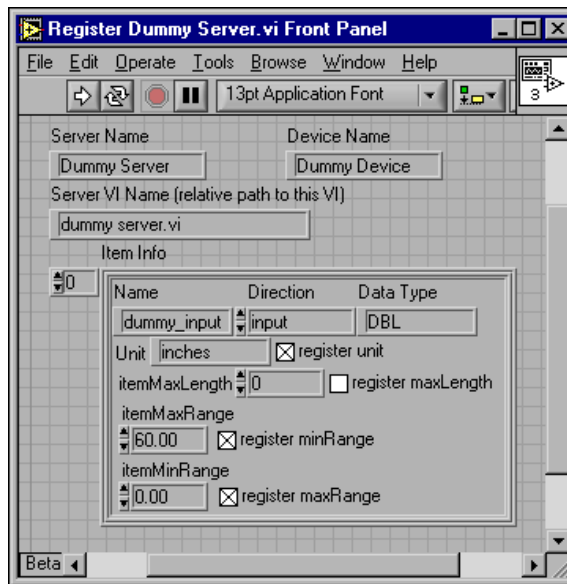 Register Dummy Server.vi Front Panel
File Edit Operate Tools Browse Window Help
13pt Application Font
3
Server Name Device Name
Dummy Server Dummy Device
Server VI Name (relative path to this VI)
dummy server.vi
Item Info
0
Name Direction Data Type
dummy_input input DBL
Unit inches register unit
itemMaxLength 0 register maxLength
itemMaxRange
60.00 register minRange
itemMinRange
0.00 register maxRange
Beta